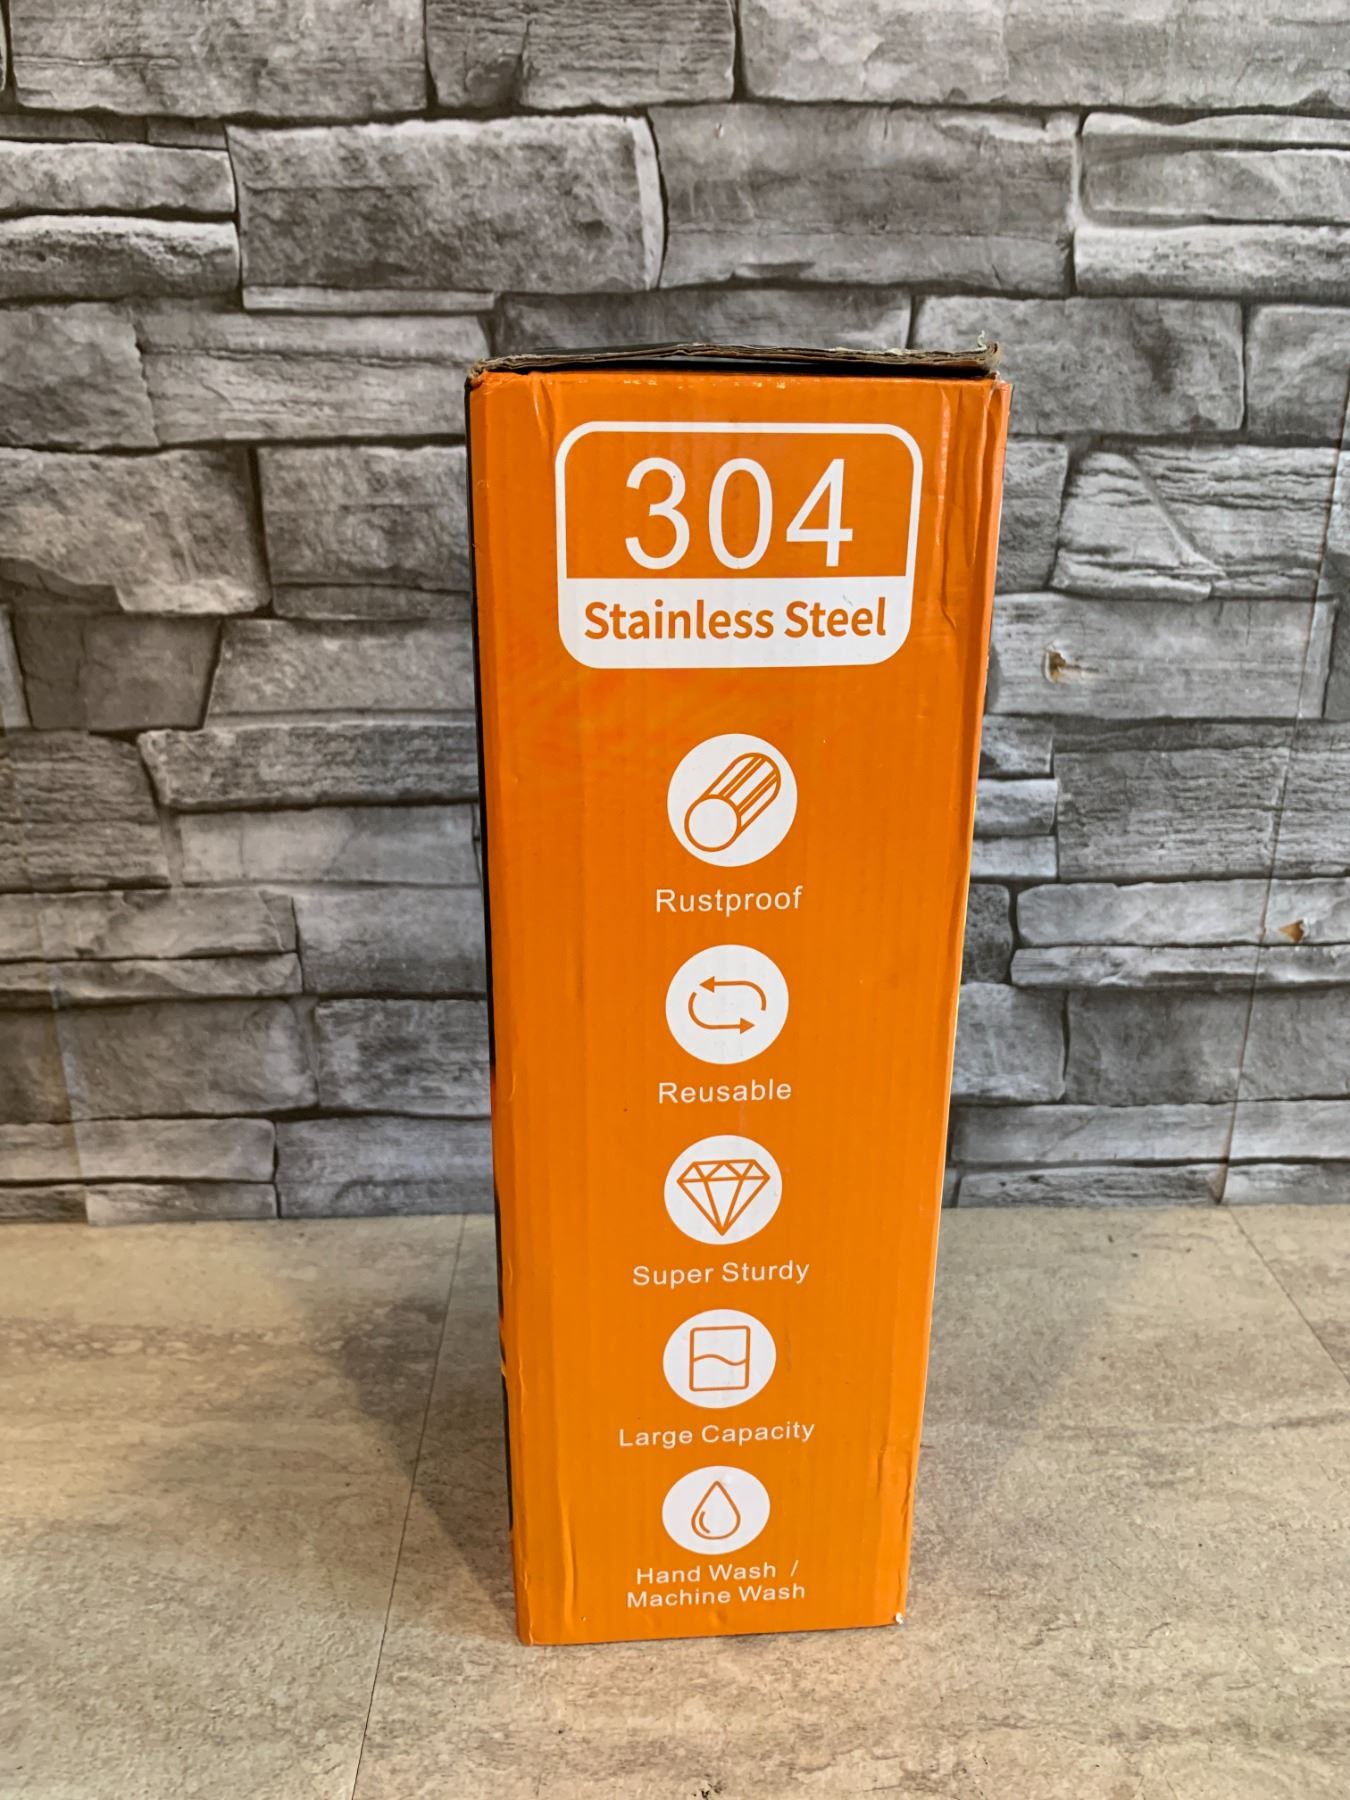 304
Stainless Steel
Rustproof
Reusable
Super Sturdy
Large Capacity
Hand Wash /
Machine Wash